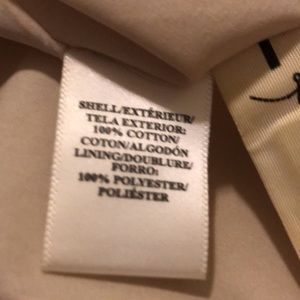 SHELL/EXTÉRIEUR/
TELA EXTERIOR:
100% COTTON/
COTON/ALGODÓN
LINING/DOUBLURE/
FORRO:
100% POLYESTER/
POLIÉSTER